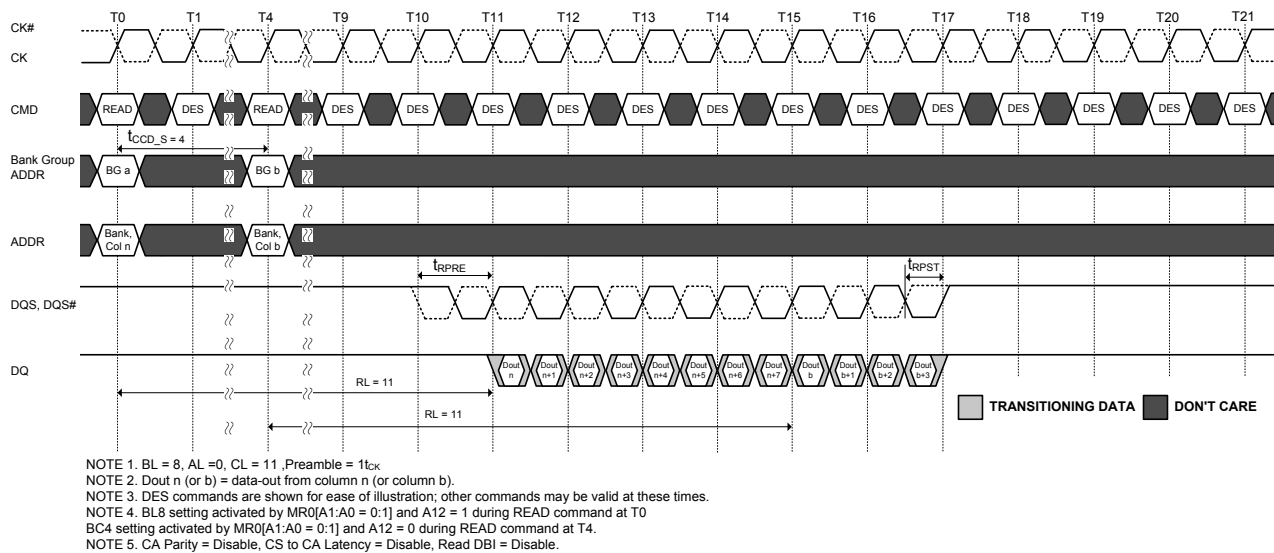 T0 T1 T4 T9 T10 T11 T12 T13 T14 T15 T16 T17 T18 T19 T20 T21
CK#
CK
CMD READ DES READ DES DES DES DES DES DES DES DES DES DES DES DES DES
tCCD_S = 4
Bank Group
ADDR
BG a BG b
ADDR
Bank,
Col n
Bank,
Col b
tRPRE tRPST
DQS, DQS#
DQ
Dout
n
Dout
n+1
Dout
n+2
Dout
n+3
Dout
n+4
Dout
n+5
Dout
n+6
Dout
n+7
Dout
b
Dout
b+1
Dout
b+2
Dout
b+3
RL = 11
RL = 11
TRANSITIONING DATA DON'T CARE
NOTE 1. BL = 8, AL =0, CL = 11 ,Preamble = 1tCK
NOTE 2. Dout n (or b) = data-out from column n (or column b).
NOTE 3. DES commands are shown for ease of illustration; other commands may be valid at these times.
NOTE 4. BL8 setting activated by MR0[A1:A0 = 0:1] and A12 = 1 during READ command at T0
BC4 setting activated by MR0[A1:A0 = 0:1] and A12 = 0 during READ command at T4.
NOTE 5. CA Parity = Disable, CS to CA Latency = Disable, Read DBI = Disable.